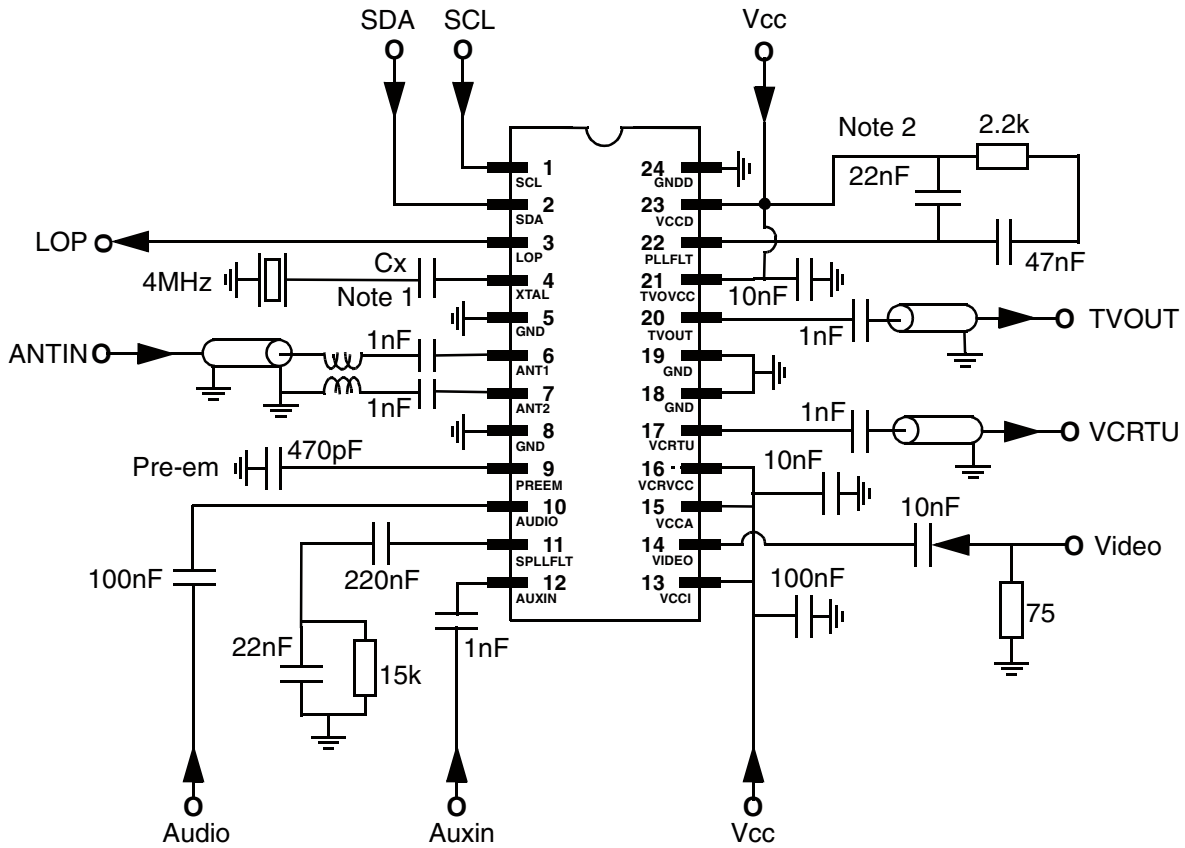 SDA SCL Vcc
Note 2 2.2k
1 SCL
24 GNDD
22nF
2 SDA
23 VCCD
LOP
3 LOP
22 PLLFLT
47nF
4MHz
Cx
Note 1
4 XTAL
21 TVOVCC
10nF
5 GND
20 TVOUT
1nF
TVOUT
ANTIN
1nF
6 ANT1
19 GND
1nF
7 ANT2
18 GND
8 GND
17 VCRTU
1nF
VCRTU
Pre-em
470pF
9 PREEM
16 VCRVCC
10nF
10 AUDIO
15 VCCA
10nF
11 SPLLFLT
14 VIDEO
Video
100nF
220nF
12 AUXIN
13 VCCI
100nF
75
22nF
15k
1nF
Audio Auxin Vcc